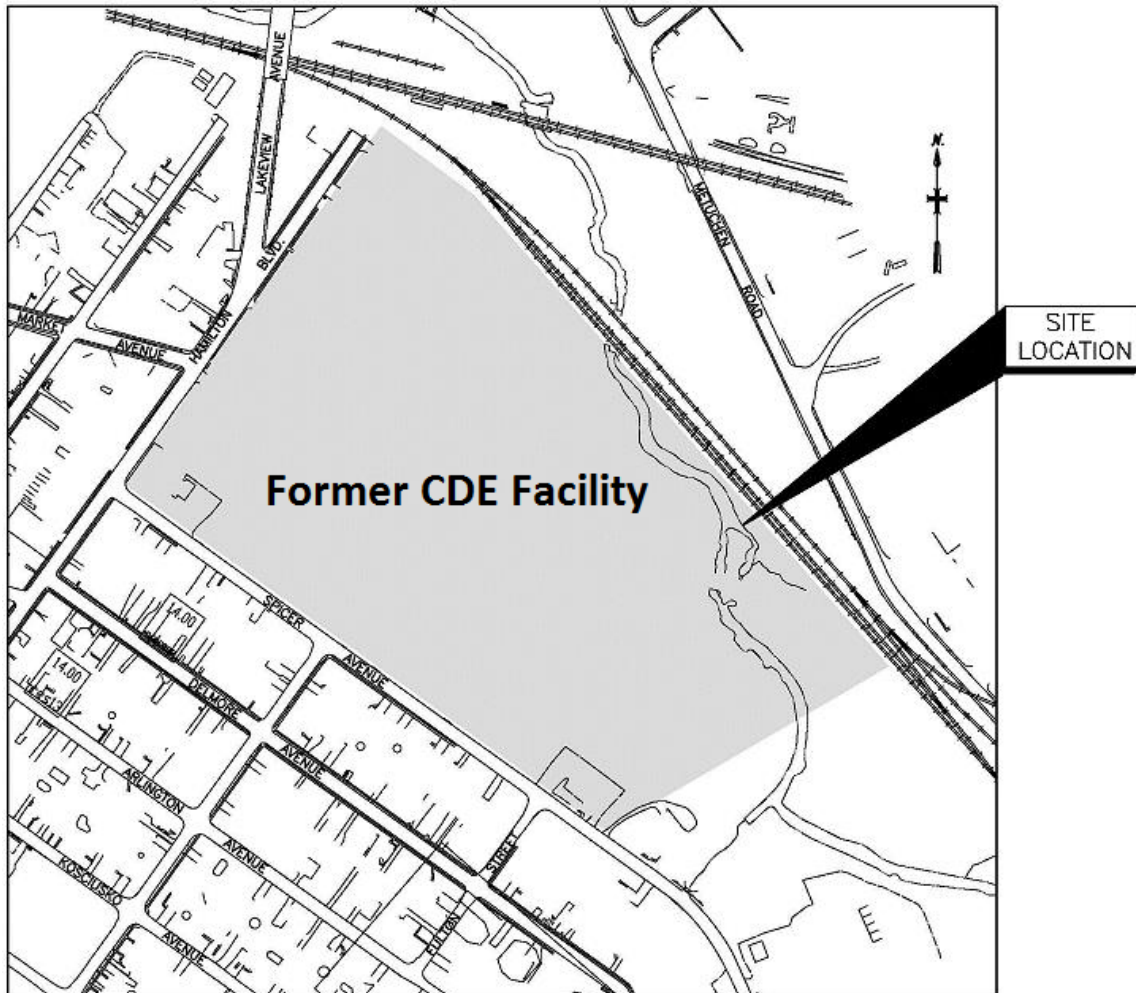 LAKEVIEW
AVENUE
METUCHEN
ROAD
N.
HAMILTON
BLVD.
MARKET
AVENUE
SITE
LOCATION
Former CDE Facility
SPICER
AVENUE
14.00
14.00
DELMORE
AVENUE
ARLINGTON
AVENUE
KOSCIUSKO
AVENUE
FULTON
STREET